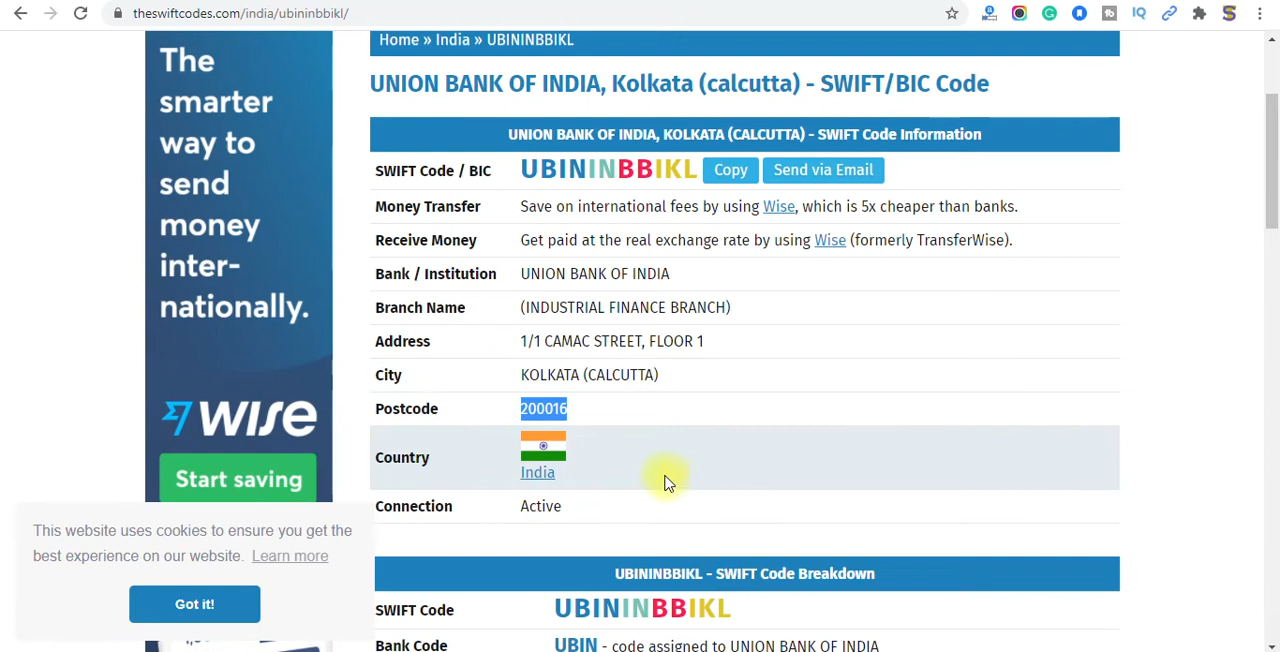 theswiftcodes.com/india/ubininbbikl/
The
smarter
way to
send
money
inter-
nationally.
WISE
Start saving
Home » India » UBININBBIKL
UNION BANK OF INDIA, Kolkata (calcutta) - SWIFT/BIC Code
UNION BANK OF INDIA, KOLKATA (CALCUTTA) - SWIFT Code Information
SWIFT Code / BIC UBININBBIKL Copy Send via Email
Money Transfer Save on international fees by using Wise, which is 5x cheaper than banks.
Receive Money Get paid at the real exchange rate by using Wise (formerly TransferWise).
Bank / Institution UNION BANK OF INDIA
Branch Name (INDUSTRIAL FINANCE BRANCH)
Address 1/1 CAMAC STREET, FLOOR 1
City KOLKATA (CALCUTTA)
Postcode 200016
Country India
Connection Active
UBININBBIKL - SWIFT Code Breakdown
SWIFT Code UBININBBIKL
Bank Code UBIN - code assigned to UNION BANK OF INDIA
This website uses cookies to ensure you get the
best experience on our website. Learn more
Got it!